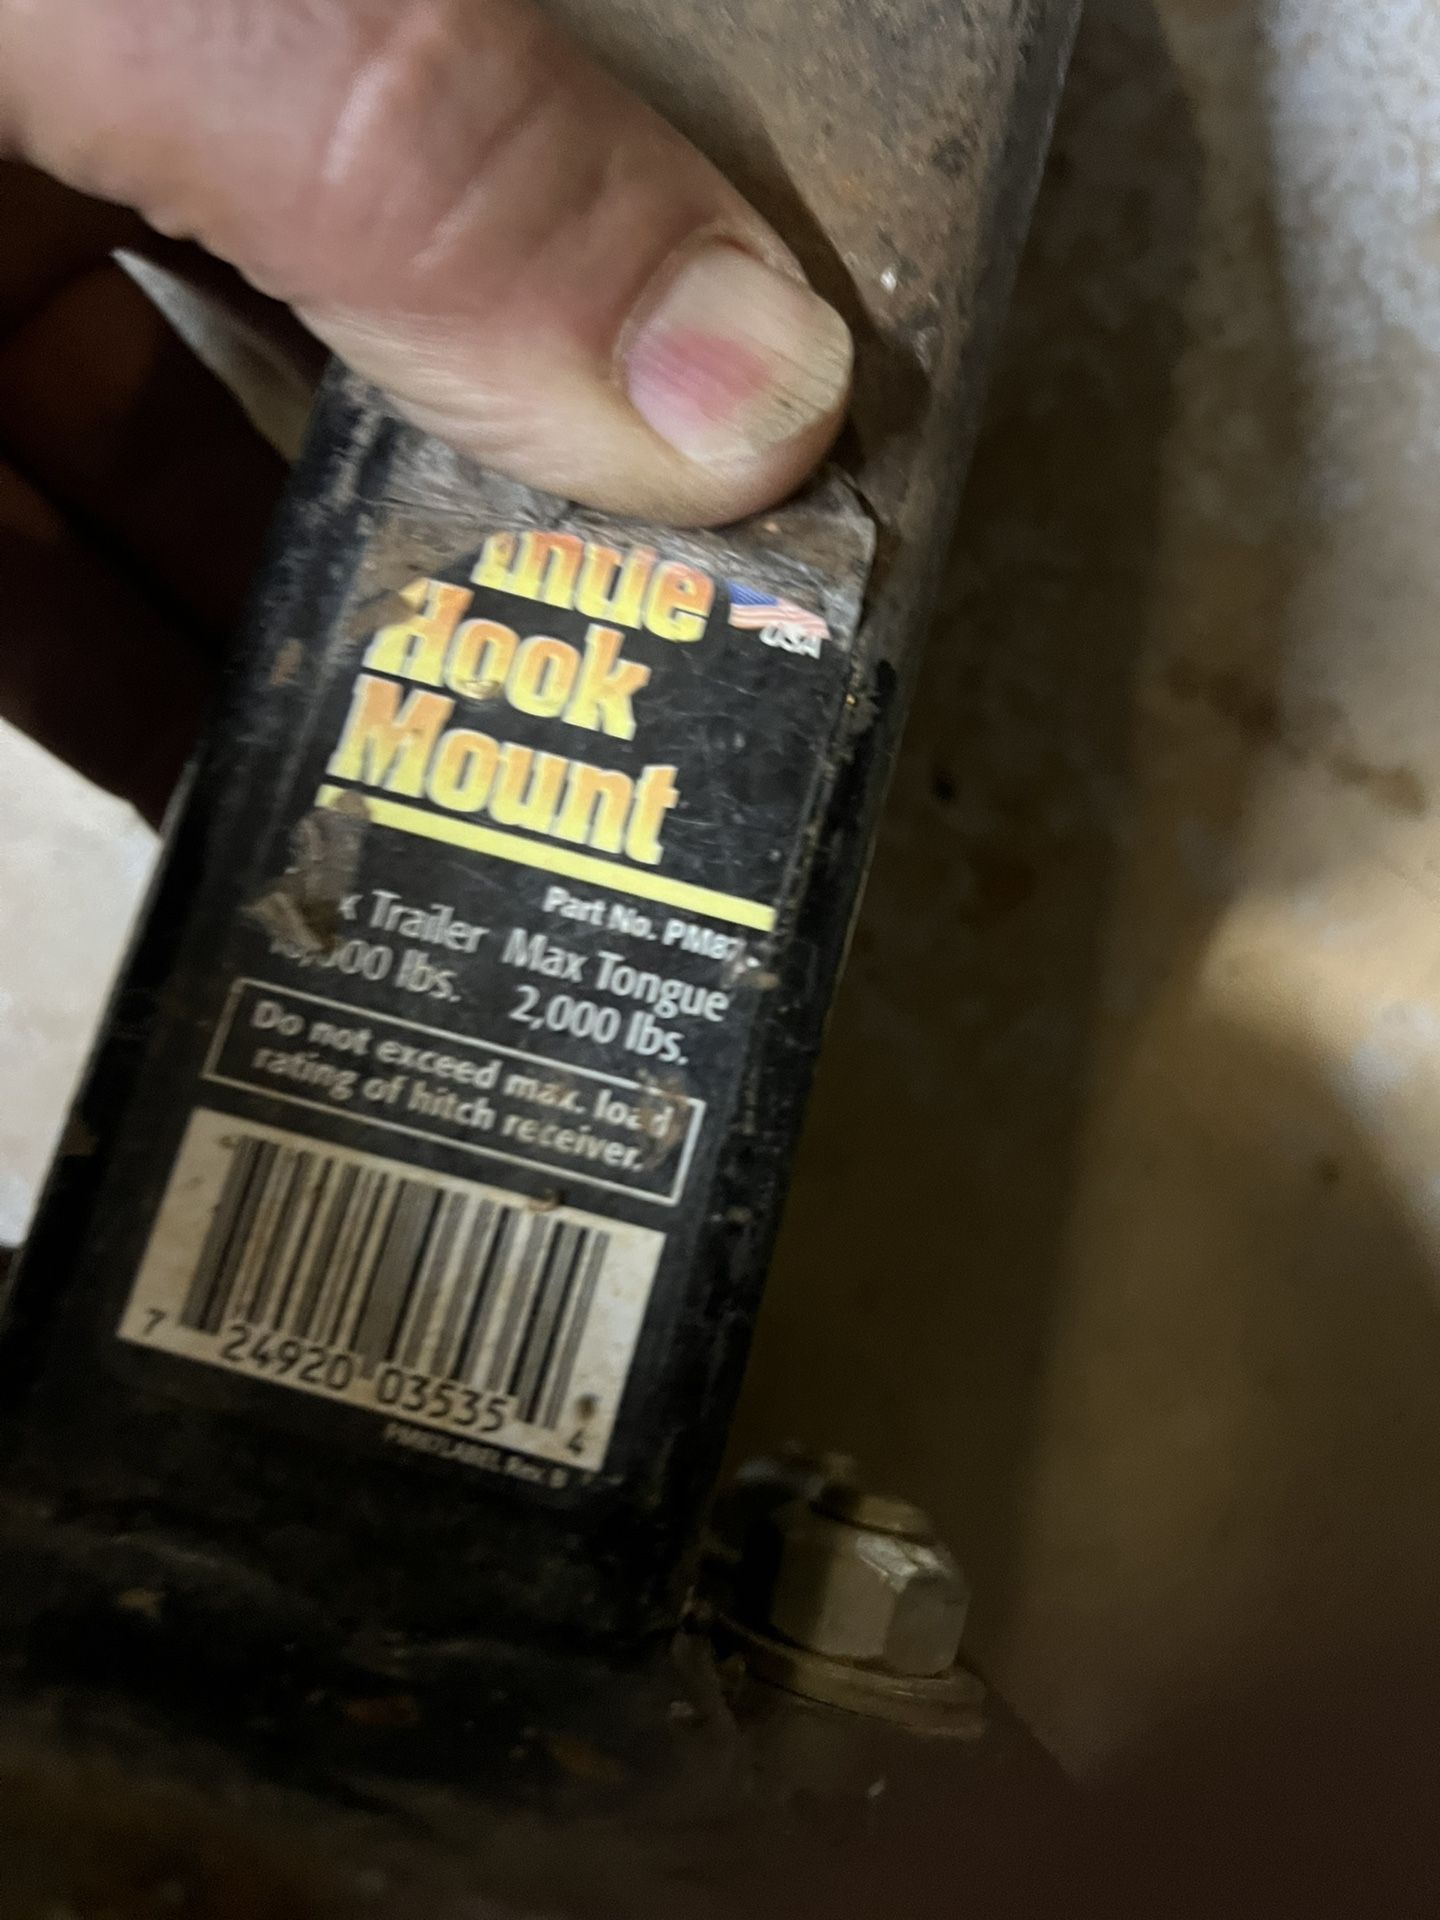 Hook
USA
Mount
Part No.
Trailer
Max Tongue
lbs.
2,000 lbs.
Do not exceed max. load
rating of hitch receiver.
7 24920 03535 4
Rev. B